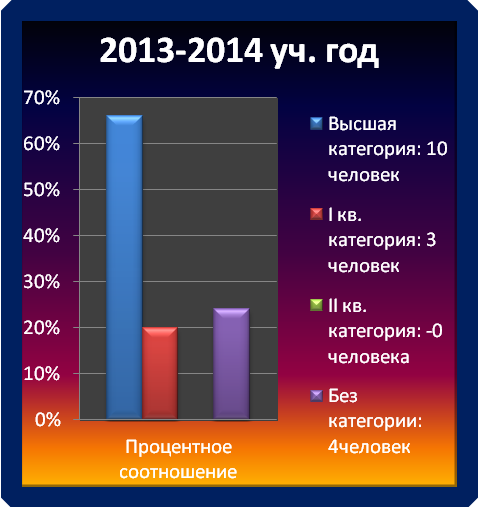 2013-2014 уч. год
70%
60%
50%
40%
30%
20%
10%
0%
Процентное
соотношение
Высшая
категория: 10
человек
I кв.
категория: 3
человек
II кв.
категория: -0
человека
Без
категории:
4человек